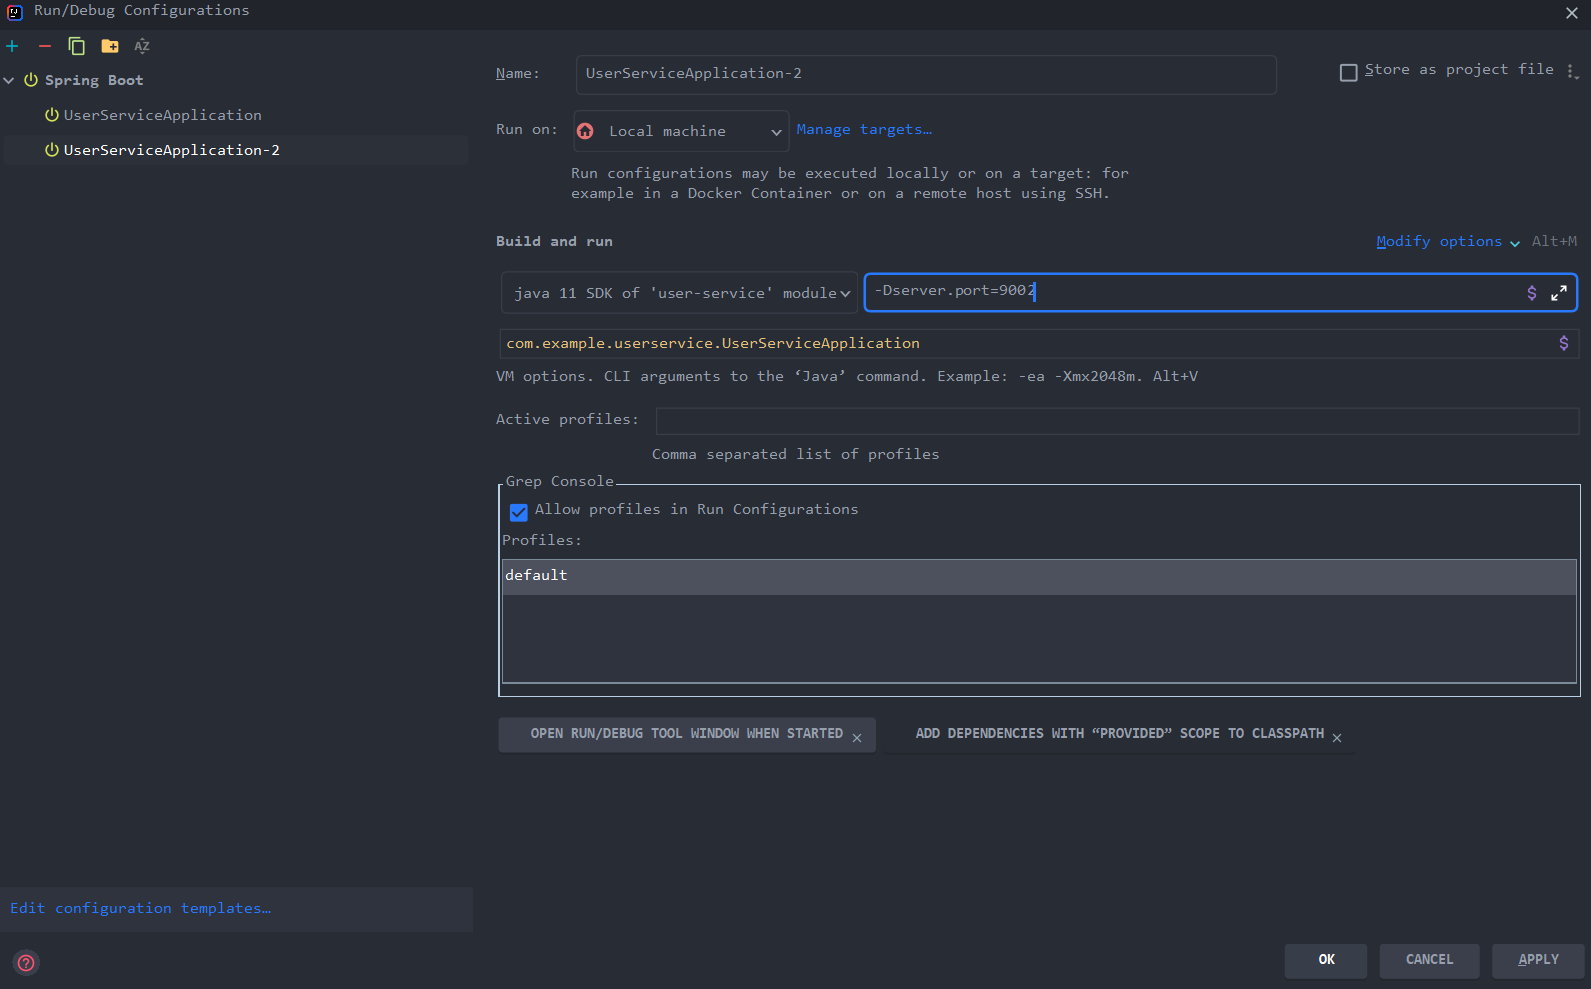 Run/Debug Configurations
Spring Boot
UserServiceApplication
UserServiceApplication-2
Edit configuration templates…
Name:
UserServiceApplication-2
Store as project file
Run on:
Local machine
Manage targets…
Run configurations may be executed locally or on a target: for
example in a Docker Container or on a remote host using SSH.
Build and run
Modify options
Alt+M
java 11 SDK of 'user-service' module
-Dserver.port=9002
com.example.userservice.UserServiceApplication
VM options. CLI arguments to the ‘Java’ command. Example: -ea -Xmx2048m. Alt+V
Active profiles:
Comma separated list of profiles
Grep Console
Allow profiles in Run Configurations
Profiles:
default
OPEN RUN/DEBUG TOOL WINDOW WHEN STARTED
ADD DEPENDENCIES WITH “PROVIDED” SCOPE TO CLASSPATH
OK
CANCEL
APPLY